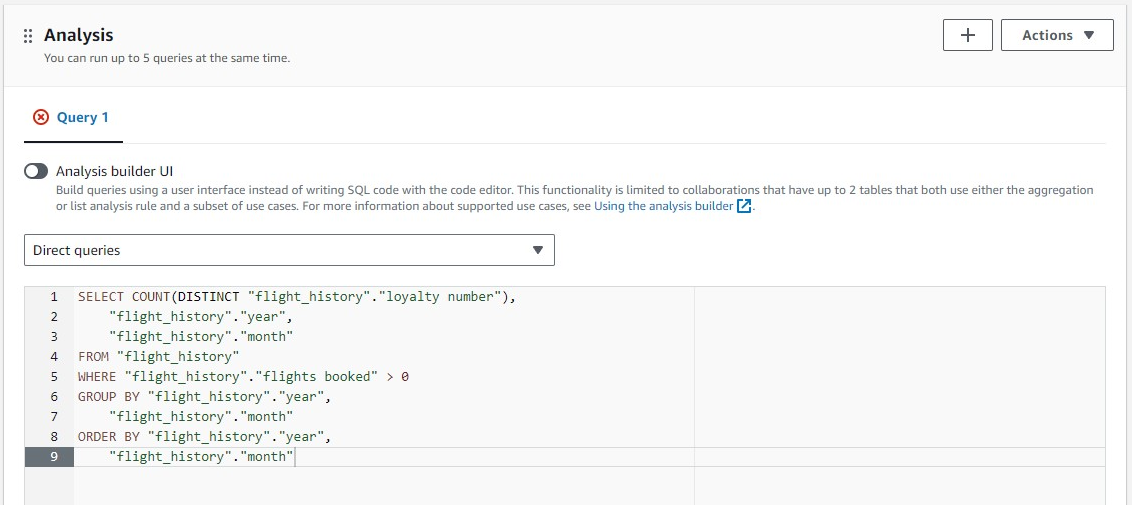 Analysis
You can run up to 5 queries at the same time.
+
Actions ▼
Query 1
Analysis builder UI
Build queries using a user interface instead of writing SQL code with the code editor. This functionality is limited to collaborations that have up to 2 tables that both use either the aggregation
or list analysis rule and a subset of use cases. For more information about supported use cases, see Using the analysis builder.
Direct queries
1 SELECT COUNT(DISTINCT "flight_history"."loyalty number"),
2 "flight_history"."year",
3 "flight_history"."month"
4 FROM "flight_history"
5 WHERE "flight_history"."flights booked" > 0
6 GROUP BY "flight_history"."year",
7 "flight_history"."month"
8 ORDER BY "flight_history"."year",
9 "flight_history"."month"